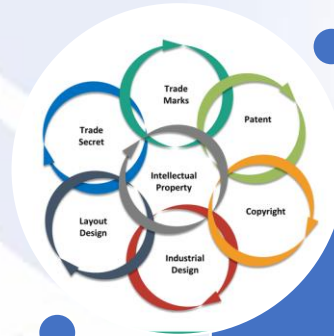 Trade
Marks
Trade
Secret
Patent
Intellectual
Property
Layout
Design
Copyright
Industrial
Design